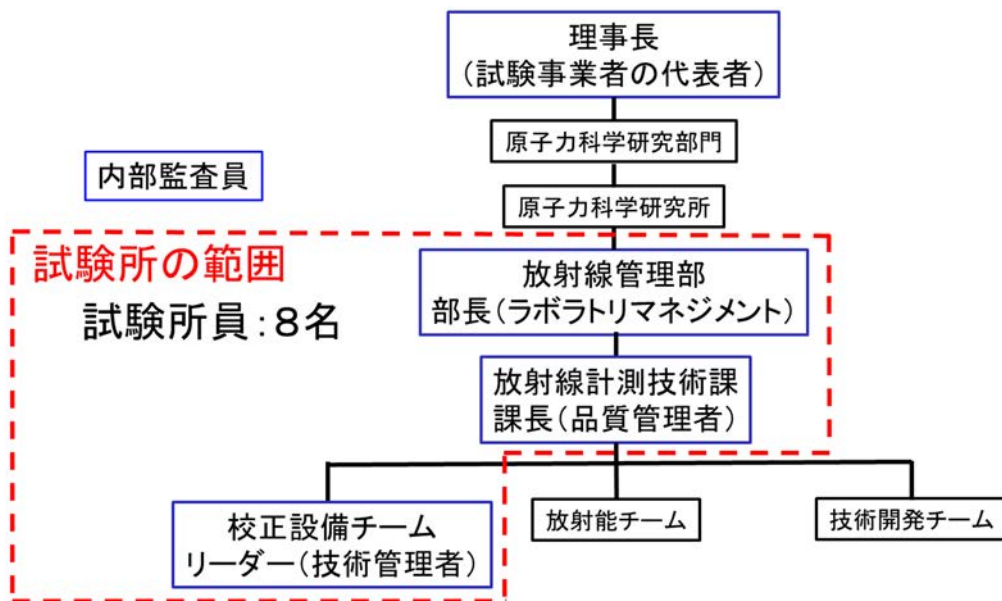 理事長
(試験事業者の代表者)
原子力科学研究部門
内部監査員
原子力科学研究所
試験所の範囲
試験所員:8名
放射線管理部
部長(ラボラトリマネジメント)
放射線計測技術課
課長(品質管理者)
校正設備チーム
リーダー(技術管理者)
放射能チーム
技術開発チーム